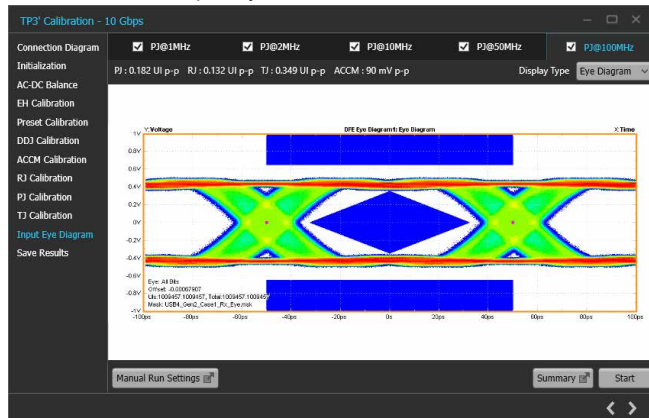 TP3' Calibration - 10 Gbps
Connection Diagram
Initialization
AC-DC Balance
EH Calibration
Preset Calibration
DDJ Calibration
ACCM Calibration
RJ Calibration
PJ Calibration
TJ Calibration
Input Eye Diagram
Save Results
PJ@1MHz PJ@2MHz PJ@10MHz PJ@50MHz PJ@100MHz
PJ : 0.182 UI p-p RJ : 0.132 UI p-p TJ : 0.349 UI p-p ACCM : 90 mV p-p Display Type Eye Diagram
Y:Voltage DFE Eye Diagram1: Eye Diagram X:Time
1V
0.8V
0.6V
0.4V
0.2V
0V
-0.2V
-0.4V
-0.6V
-0.8V
-1V
Eye: All Bits
Offset: -0.00067907
UIs:1009457:1009457, Total:1009457:1009457
Mask: USB4_Gen2_Case1_Rx_Eye.msk
-100ps -80ps -60ps -40ps -20ps 0s 20ps 40ps 60ps 80ps 100ps
Manual Run Settings Summary Start